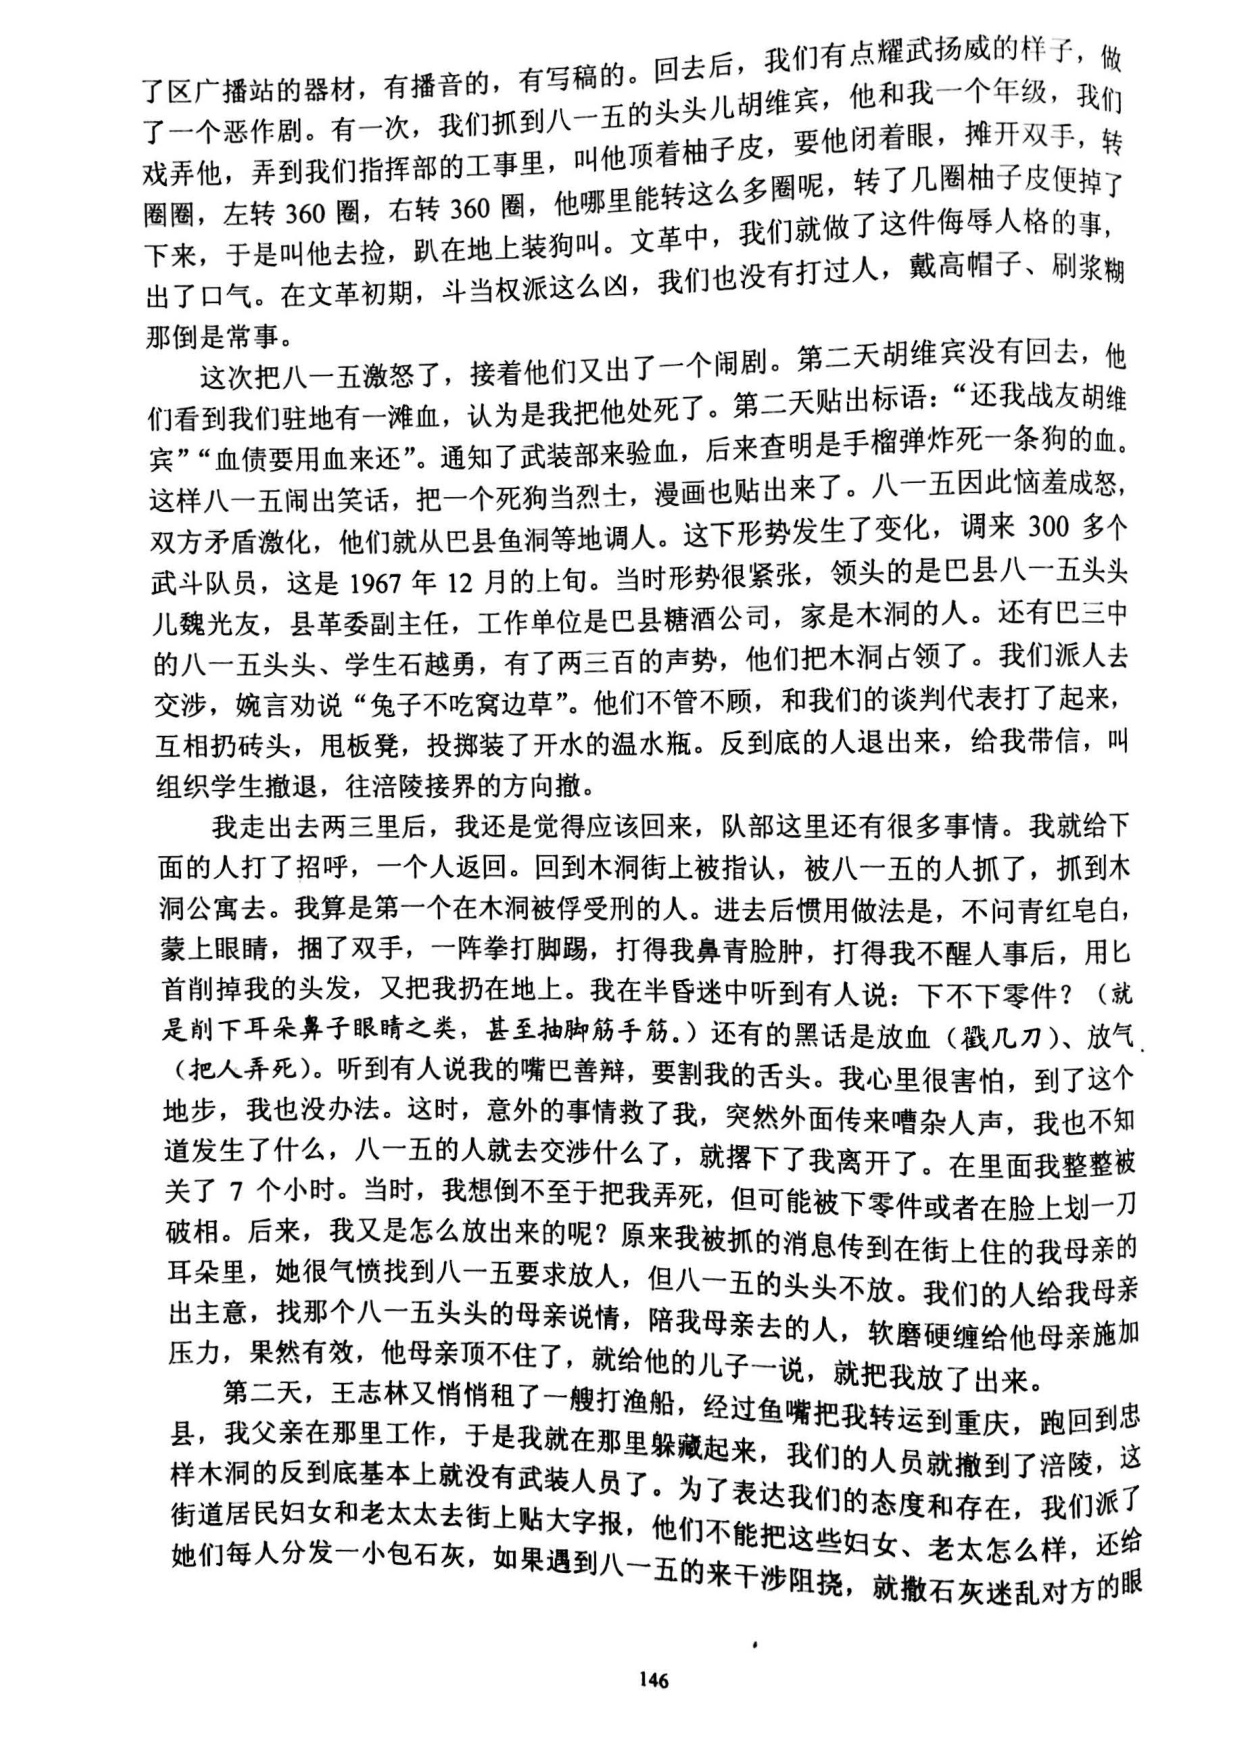 了区广播站的器材，有播音的，有写稿的。回去后，我们有点耀武扬威的样子，做
了一个恶作剧。有一次，我们抓到八一五的头头儿胡维宾，他和我一个年级，我们
戏弄他，弄到我们指挥部的工事里，叫他顶着柚子皮，要他闭着眼，摊开双手，转
圈圈，左转 360 圈，右转 360 圈，他哪里能转这么多圈呢，转了几圈柚子皮便掉了
下来，于是叫他去捡，趴在地上装狗叫。文革中，我们就做了这件侮辱人格的事，
出了口气。在文革初期，斗当权派这么凶，我们也没有打过人，戴高帽子、刷浆糊
那倒是常事。
这次把八一五激怒了，接着他们又出了一个闹剧。第二天胡维宾没有回去，他
们看到我们驻地有一滩血，认为是我把他处死了。第二天贴出标语：“还我战友胡维
宾”“血债要用血来还”。通知了武装部来验血，后来查明是手榴弹炸死一条狗的血。
这样八一五闹出笑话，把一个死狗当烈士，漫画也贴出来了。八一五因此恼羞成怒，
双方矛盾激化，他们就从巴县鱼洞等地调人。这下形势发生了变化，调来 300 多个
武斗队员，这是 1967 年 12 月的上旬。当时形势很紧张，领头的是巴县八一五头头
儿魏光友，县革委副主任，工作单位是巴县糖酒公司，家是木洞的人。还有巴三中
的八一五头头、学生石越勇，有了两三百的声势，他们把木洞占领了。我们派人去
交涉，婉言劝说“兔子不吃窝边草”。他们不管不顾，和我们的谈判代表打了起来，
互相扔砖头，甩板凳，投掷装了开水的温水瓶。反到底的人退出来，给我带信，叫
组织学生撤退，往涪陵接界的方向撤。
我走出去两三里后，我还是觉得应该回来，队部这里还有很多事情。我就给下
面的人打了招呼，一个人返回。回到木洞街上被指认，被八一五的人抓了，抓到木
洞公寓去。我算是第一个在木洞被俘受刑的人。进去后惯用做法是，不问青红皂白，
蒙上眼睛，捆了双手，一阵拳打脚踢，打得我鼻青脸肿，打得我不醒人事后，用匕
首削掉我的头发，又把我扔在地上。我在半昏迷中听到有人说：下不下零件？（就
是削下耳朵鼻子眼睛之类，甚至抽脚筋手筋。）还有的黑话是放血（戳几刀）、放气
（把人弄死）。听到有人说我的嘴巴善辩，要割我的舌头。我心里很害怕，到了这个
地步，我也没办法。这时，意外的事情救了我，突然外面传来嘈杂人声，我也不知
道发生了什么，八一五的人就去交涉什么了，就撂下了我离开了。在里面我整整被
关了 7 个小时。当时，我想倒不至于把我弄死，但可能被下零件或者在脸上划一刀
破相。后来，我又是怎么放出来的呢？原来我被抓的消息传到在街上住的我母亲的
耳朵里，她很气愤找到八一五要求放人，但八一五的头头不放。我们的人给我母亲
出主意，找那个八一五头头的母亲说情，陪我母亲去的人，软磨硬缠给他母亲施加
压力，果然有效，他母亲顶不住了，就给他的儿子一说，就把我放了出来。
第二天，王志林又悄悄租了一艘打渔船，经过鱼嘴把我转运到重庆，跑回到忠
县，我父亲在那里工作，于是我就在那里躲藏起来，我们的人员就撤到了涪陵，这
样木洞的反到底基本上就没有武装人员了。为了表达我们的态度和存在，我们派了
街道居民妇女和老太太去街上贴大字报，他们不能把这些妇女、老太怎么样，还给
她们每人分发一小包石灰，如果遇到八一五的来干涉阻挠，就撒石灰迷乱对方的眼
146